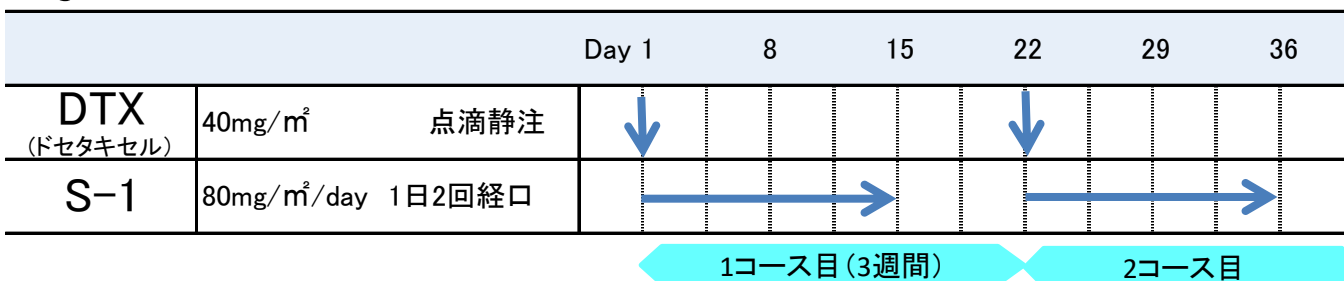 Day 1 8 15 22 29 36
DTX
(ドセタキセル)
40mg/㎡ 点滴静注
S-1
80mg/㎡/day 1日2回経口
1コース目(3週間)
2コース目